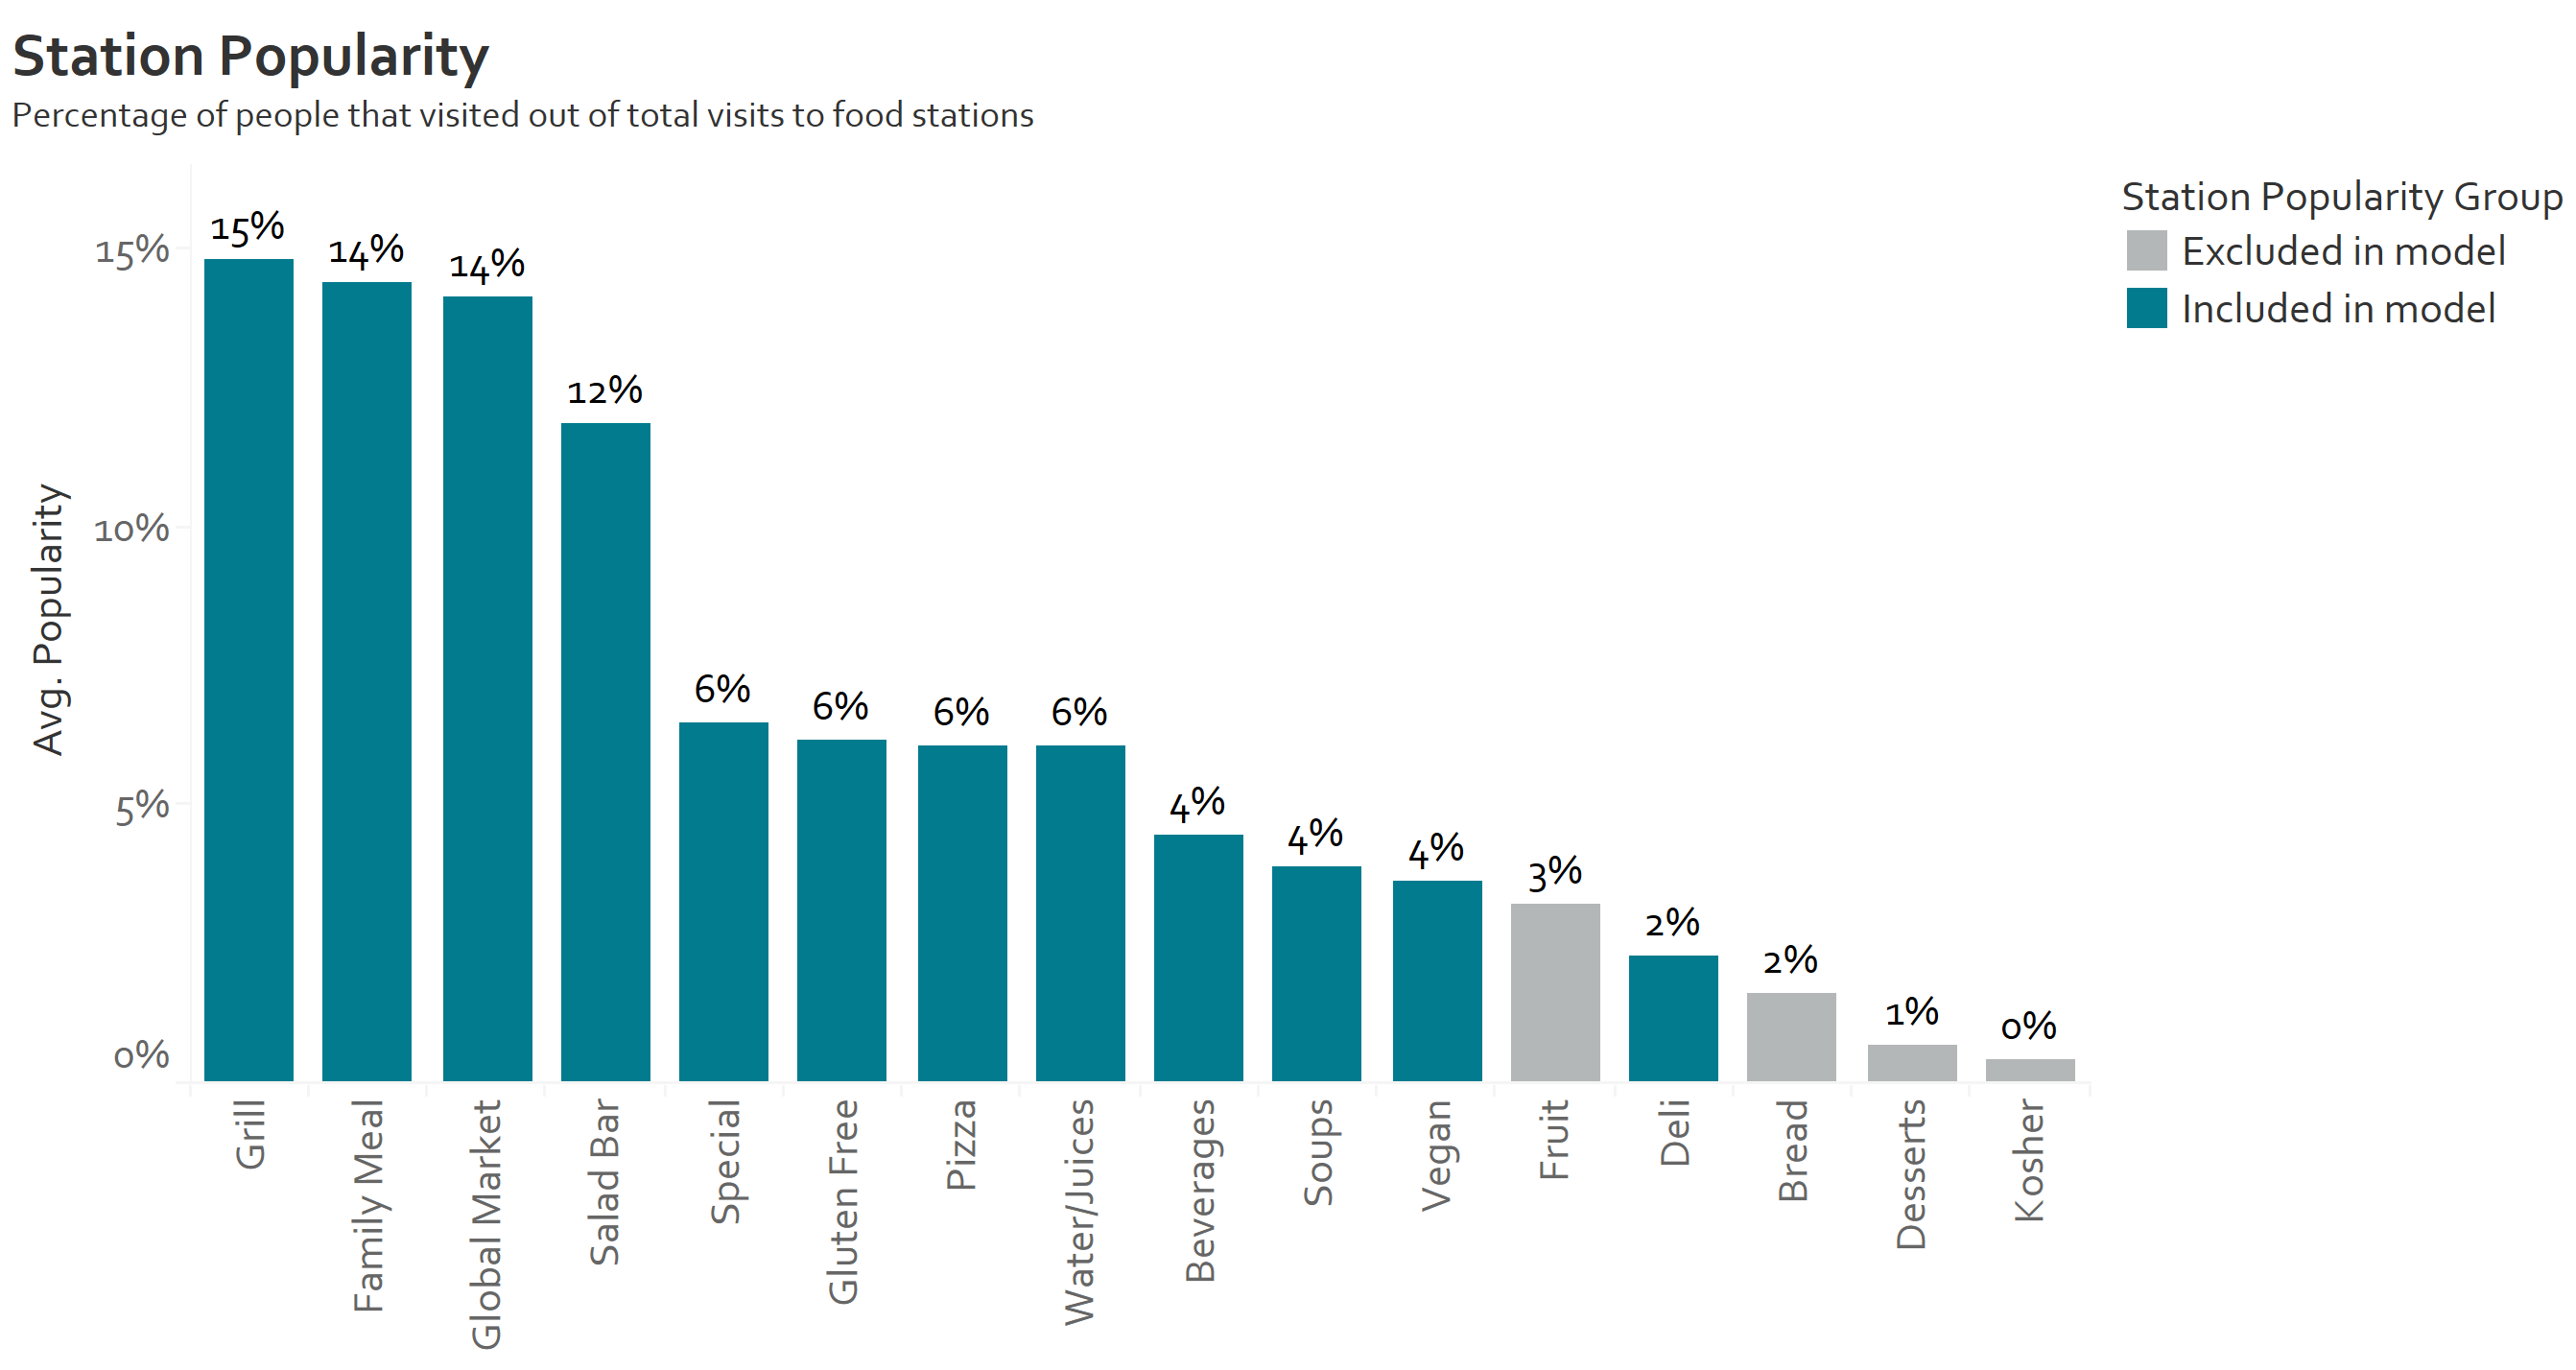 Station Popularity
Percentage of people that visited out of total visits to food stations
Station Popularity Group
Excluded in model
Included in model
Avg. Popularity
15%
10%
5%
0%
15%
14%
14%
12%
6%
6%
6%
6%
4%
4%
4%
3%
2%
2%
1%
0%
Grill
Family Meal
Global Market
Salad Bar
Special
Gluten Free
Pizza
Water/Juices
Beverages
Soups
Vegan
Fruit
Deli
Bread
Desserts
Kosher